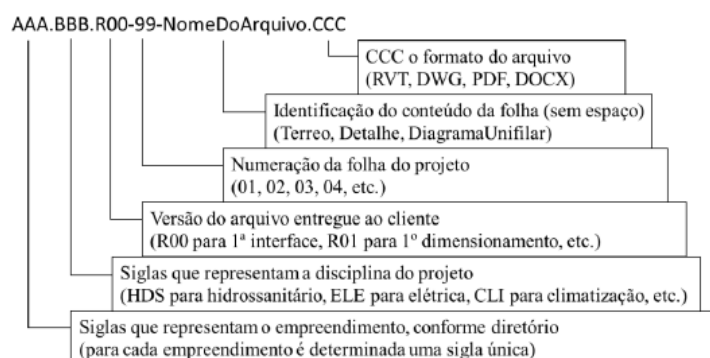 AAA.BBB.R00-99-NomeDoArquivo.CCC
CCC o formato do arquivo
(RVT, DWG, PDF, DOCX)
Identificação do conteúdo da folha (sem espaço)
(Terreo, Detalhe, DiagramaUnifilar)
Numeração da folha do projeto
(01, 02, 03, 04, etc.)
Versão do arquivo entregue ao cliente
(R00 para 1ª interface, R01 para 1º dimensionamento, etc.)
Siglas que representam a disciplina do projeto
(HDS para hidrossanitário, ELE para elétrica, CLI para climatização, etc.)
Siglas que representam o empreendimento, conforme diretório
(para cada empreendimento é determinada uma sigla única)